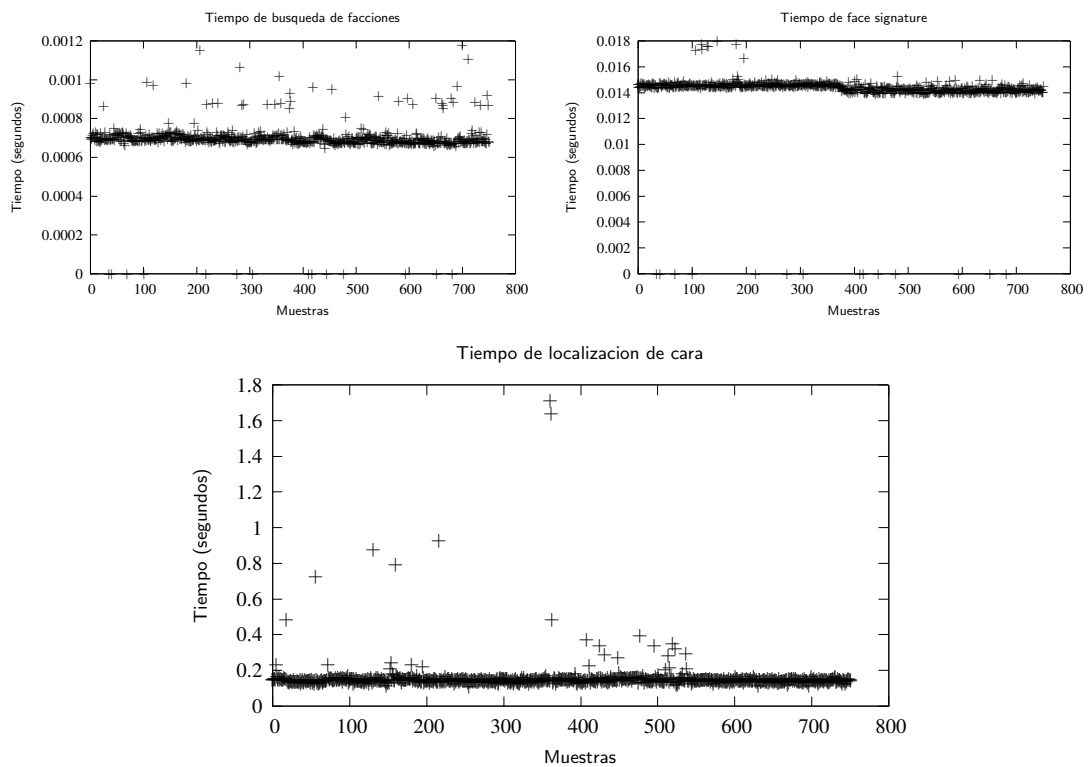 Tiempo de busqueda de facciones
0.0012
0.001
0.0008
0.0006
0.0004
0.0002
0
0 100 200 300 400 500 600 700 800
Tiempo (segundos)
Muestras
Tiempo de face signature
0.018
0.016
0.014
0.012
0.01
0.008
0.006
0.004
0.002
0
0 100 200 300 400 500 600 700 800
Tiempo (segundos)
Muestras
Tiempo de localizacion de cara
1.8
1.6
1.4
1.2
1
0.8
0.6
0.4
0.2
0
0 100 200 300 400 500 600 700 800
Tiempo (segundos)
Muestras